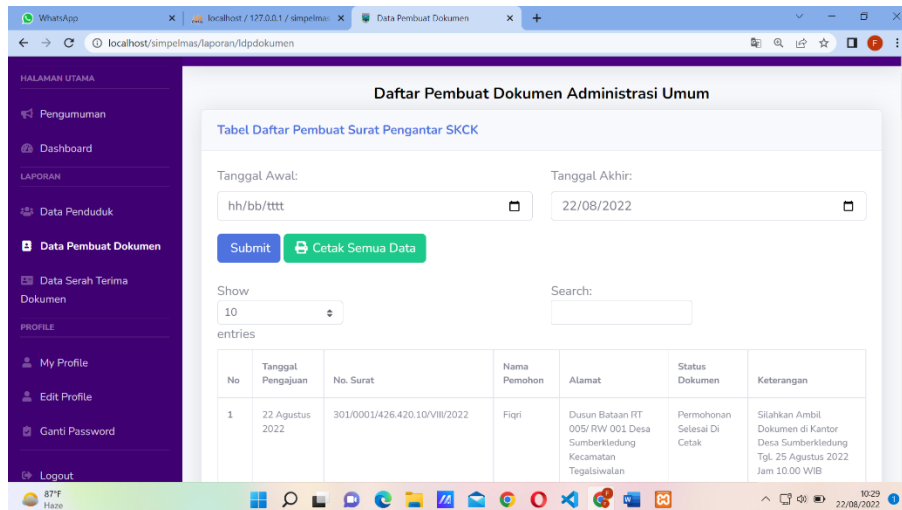 WhatsApp
localhost / 127.0.0.1 / simpelmas
Data Pembuat Dokumen
localhost/simpelmas/laporan/ldpdokumen
F
HALAMAN UTAMA
Pengumuman
Dashboard
LAPORAN
Data Penduduk
Data Pembuat Dokumen
Data Serah Terima
Dokumen
PROFILE
My Profile
Edit Profile
Ganti Password
Logout
Daftar Pembuat Dokumen Administrasi Umum
Tabel Daftar Pembuat Surat Pengantar SKCK
Tanggal Awal:
Tanggal Akhir:
hh/bb/tttt
22/08/2022
Submit
Cetak Semua Data
Show
10
entries
Search:
No
Tanggal
Pengajuan
No. Surat
Nama
Pemohon
Alamat
Status
Dokumen
Keterangan
1
22 Agustus
2022
301/0001/426.420.10/VIII/2022
Fiqri
Dusun Bataan RT
005/ RW 001 Desa
Sumberkledung
Kecamatan
Tegalsiwalan
Permohonan
Selesai Di
Cetak
Silahkan Ambil
Dokumen di Kantor
Desa Sumberkledung
Tgl. 25 Agustus 2022
Jam 10.00 WIB
87°F
Haze
10:29
22/08/2022
1